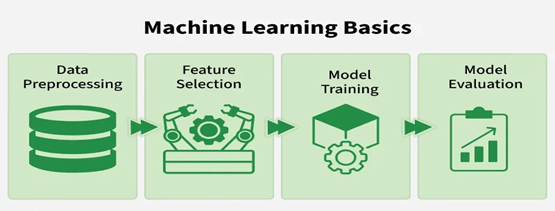 Machine Learning Basics
Data
Preprocessing
Feature
Selection
Model
Training
Model
Evaluation